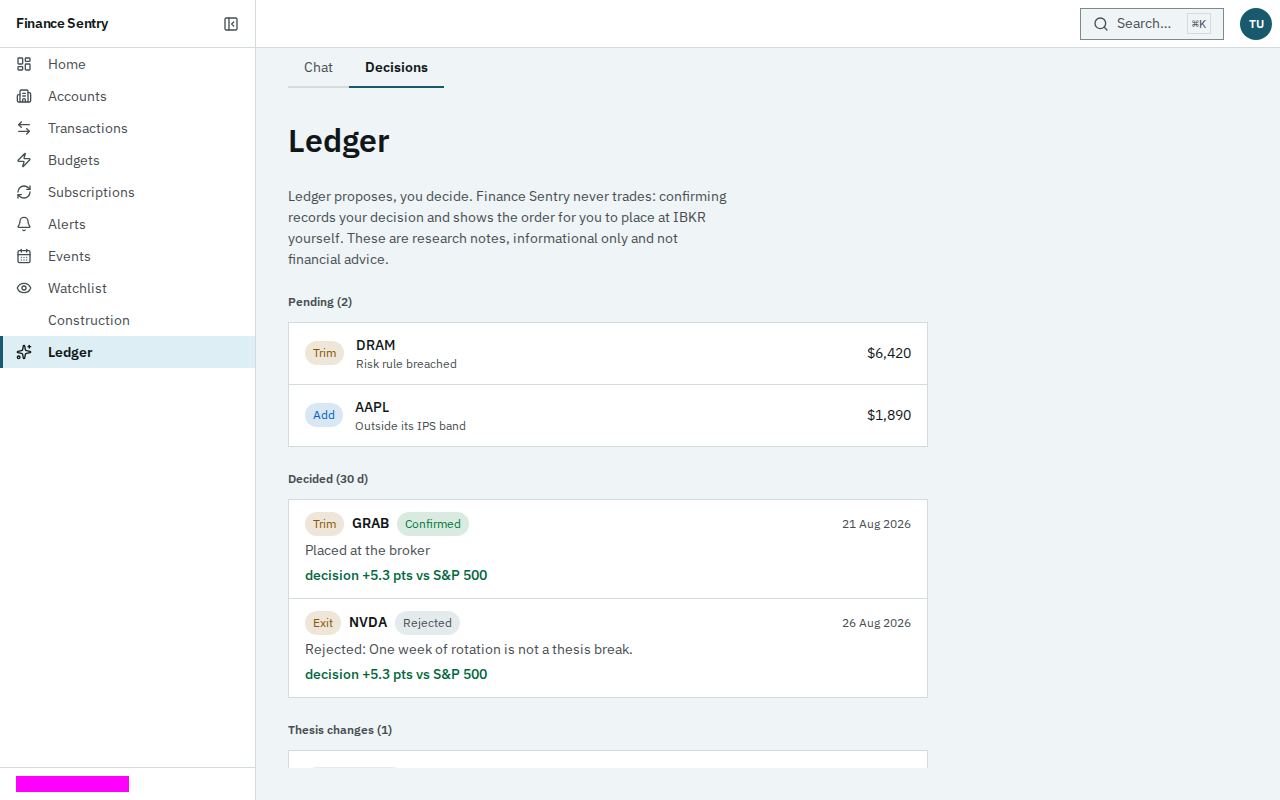 Finance Sentry
Search...
⌘K
TU
Home
Accounts
Transactions
Budgets
Subscriptions
Alerts
Events
Watchlist
Construction
Ledger
Chat
Decisions
Ledger
Ledger proposes, you decide. Finance Sentry never trades: confirming
records your decision and shows the order for you to place at IBKR
yourself. These are research notes, informational only and not
financial advice.
Pending (2)
Trim
DRAM
$6,420
Risk rule breached
Add
AAPL
$1,890
Outside its IPS band
Decided (30 d)
Trim GRAB Confirmed 21 Aug 2026
Placed at the broker
decision +5.3 pts vs S&P 500
Exit NVDA Rejected 26 Aug 2026
Rejected: One week of rotation is not a thesis break.
decision +5.3 pts vs S&P 500
Thesis changes (1)